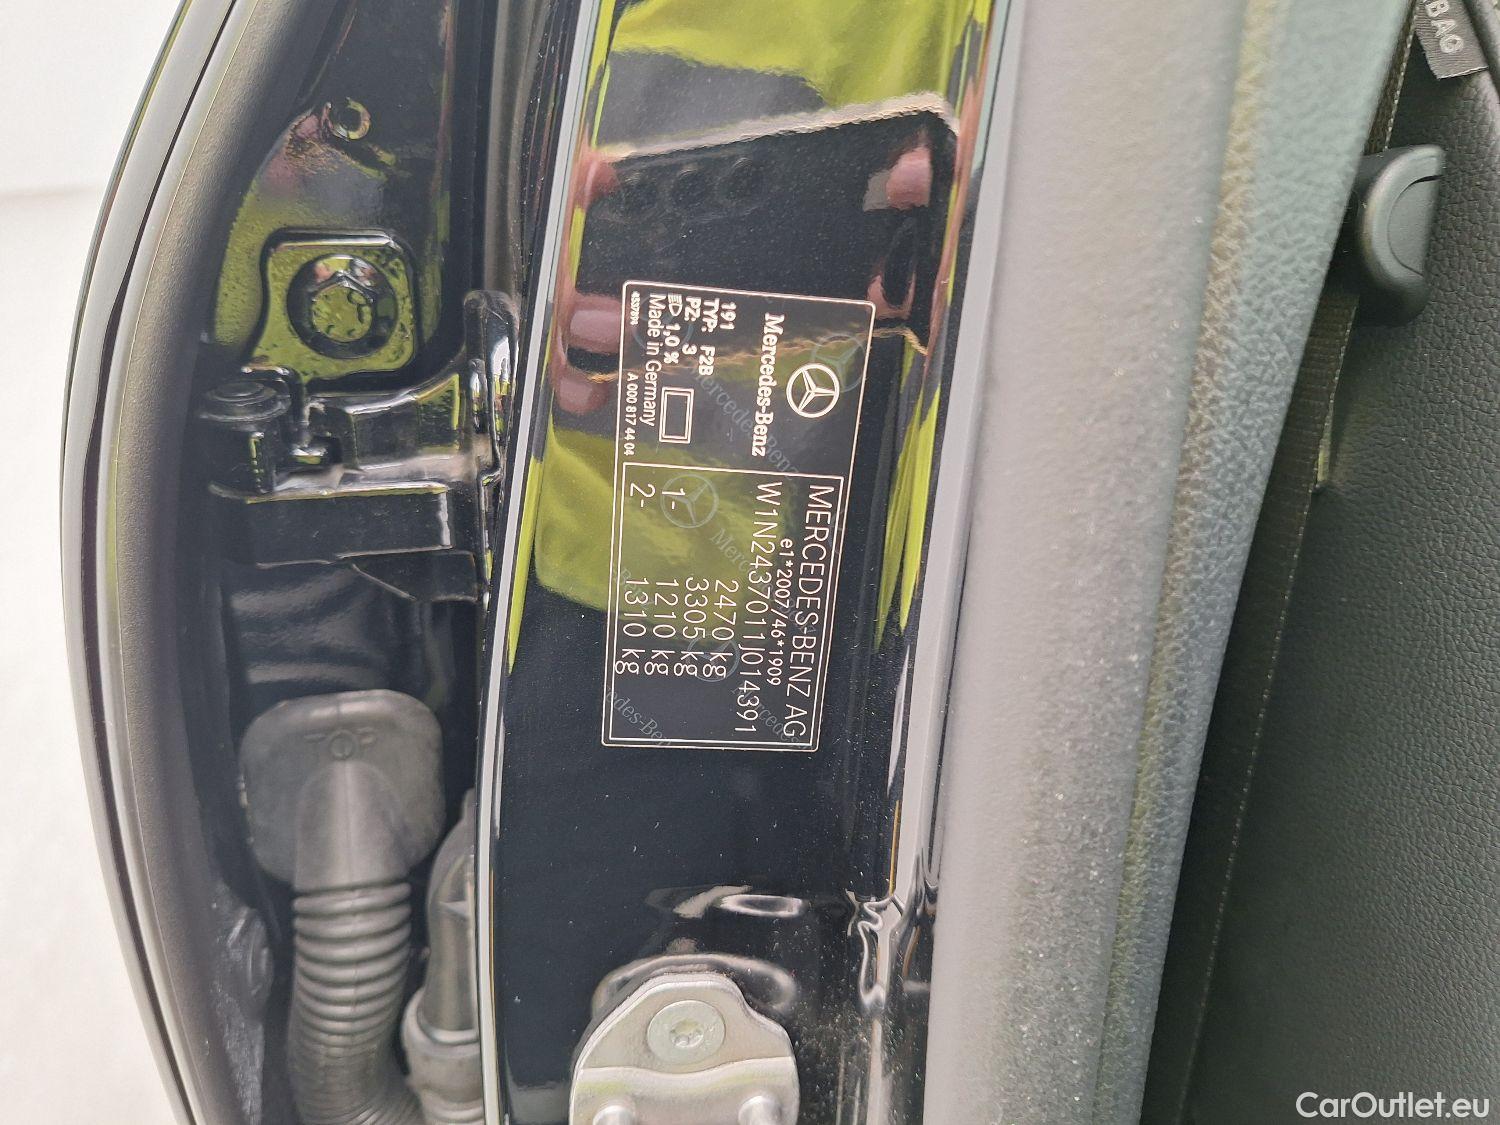 MERCEDES-BENZ AG
e1*2007/46*1909
W1N2437011J014391
2470 kg
3305 kg
1- 1210 kg
2- 1310 kg
Mercedes-Benz
191
TYP: F2B
PZ: 3
1,0 %
Made in Germany
A 000 817 44 04
TOP
BAG
CarOutlet.eu